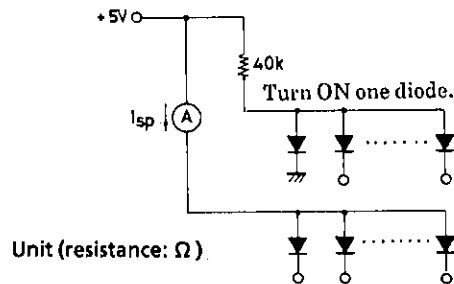 +5V
40k
Turn ON one diode.
Isp
A
Unit (resistance: Ω)